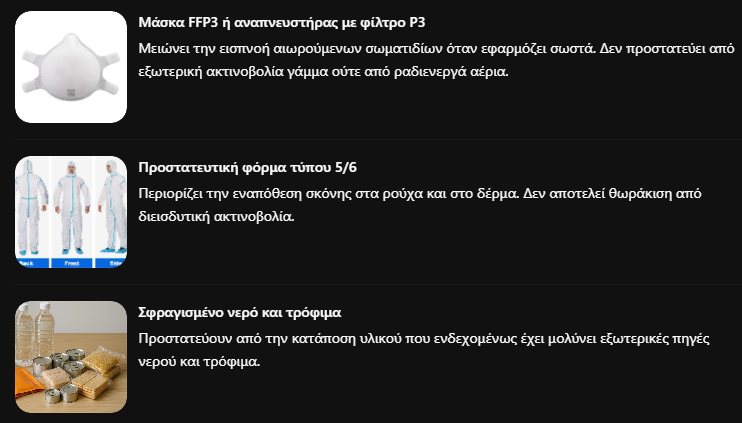 Μάσκα FFP3 ή αναπνευστήρας με φίλτρο P3
Μειώνει την εισπνοή αιωρούμενων σωματιδίων όταν εφαρμόζει σωστά. Δεν προστατεύει από
εξωτερική ακτινοβολία γάμμα ούτε από ραδιενεργά αέρια.
Προστατευτική φόρμα τύπου 5/6
Περιορίζει την εναπόθεση σκόνης στα ρούχα και στο δέρμα. Δεν αποτελεί θωράκιση από
διεισδυτική ακτινοβολία.
Back Front Side
Σφραγισμένο νερό και τρόφιμα
Προστατεύουν από την κατάποση υλικού που ενδεχομένως έχει μολύνει εξωτερικές πηγές
νερού και τρόφιμα.